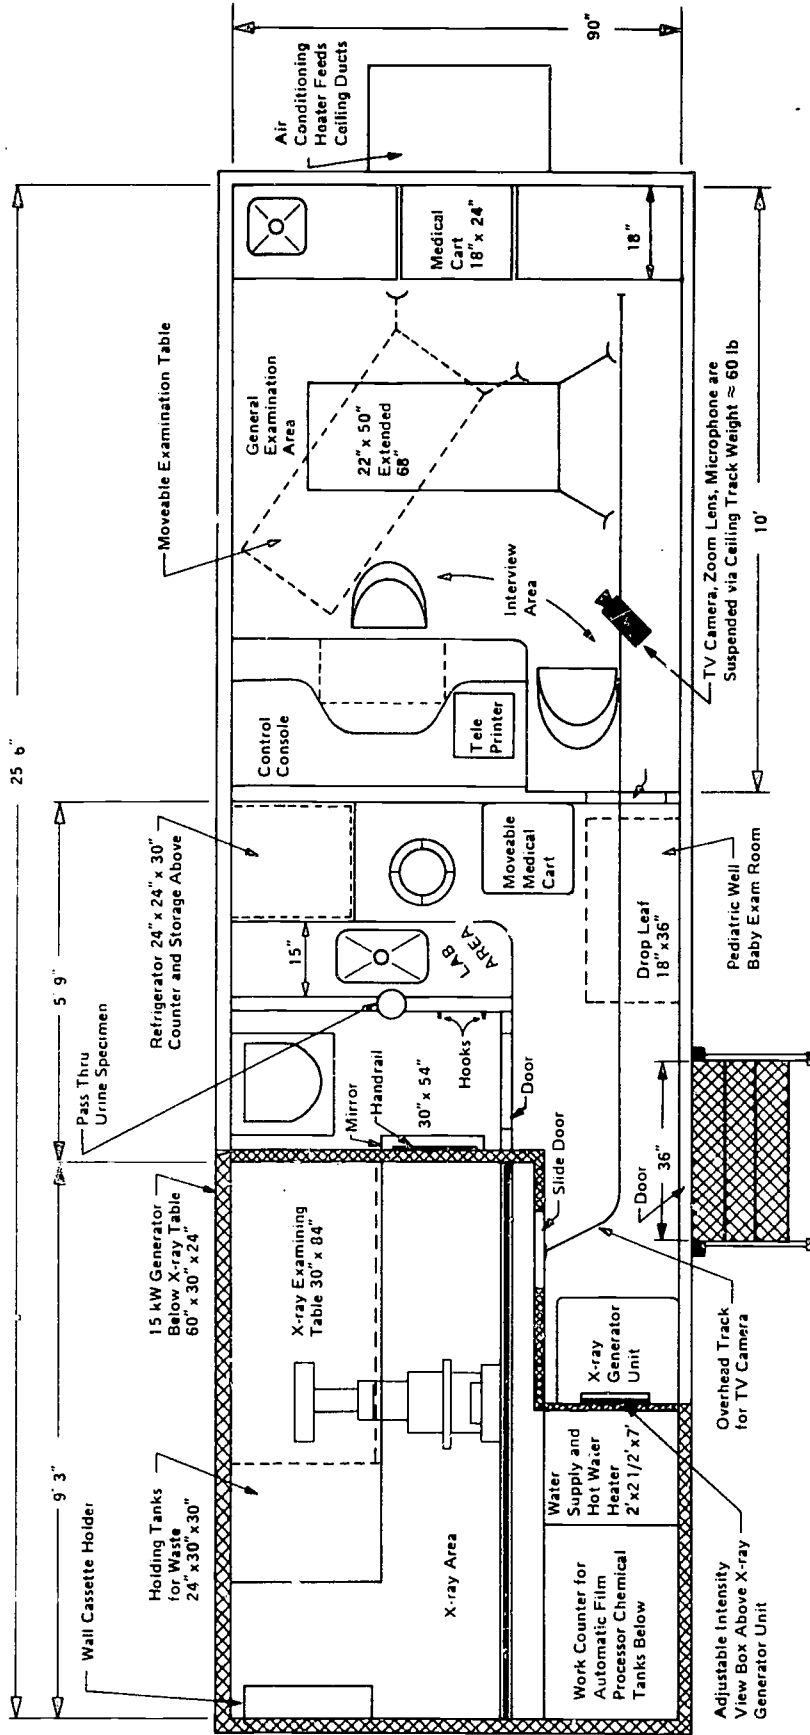 25 6"
9' 3"
5' 9"
Wall Cassette Holder
Holding Tanks
for Waste
24" x30"x30"
15 kW Generator
Below X-ray Table
60" x 30" x 24"
Pass Thru
Urine Specimen
Refrigerator 24" x 24" x 30"
Counter and Storage Above
Moveable Examination Table
Air
Conditioning
Heater Feeds
Ceiling Ducts
90"
X-ray Examining
Table 30" x 84"
Mirror
Handrail
30" x 54"
Hooks
15"
LAB
AREA
Control
Console
Tele
Printer
General
Examination
Area
22" x 50"
Extended
68"
Medical
Cart
18" x 24"
18"
X-ray Area
Slide Door
Door
Moveable
Medical
Cart
Interview
Area
Work Counter for
Automatic Film
Processor Chemical
Tanks Below
Water
Supply and
Hot Water
Heater
2' x2 1/2' x7'
X-ray
Generator
Unit
Door
36"
Drop Leaf
18" x36"
10'
Adjustable Intensity
View Box Above X-ray
Generator Unit
Overhead Track
for TV Camera
Pediatric Well
Baby Exam Room
TV Camera, Zoom Lens, Microphone are
Suspended via Ceiling Track Weight ≈ 60 lb